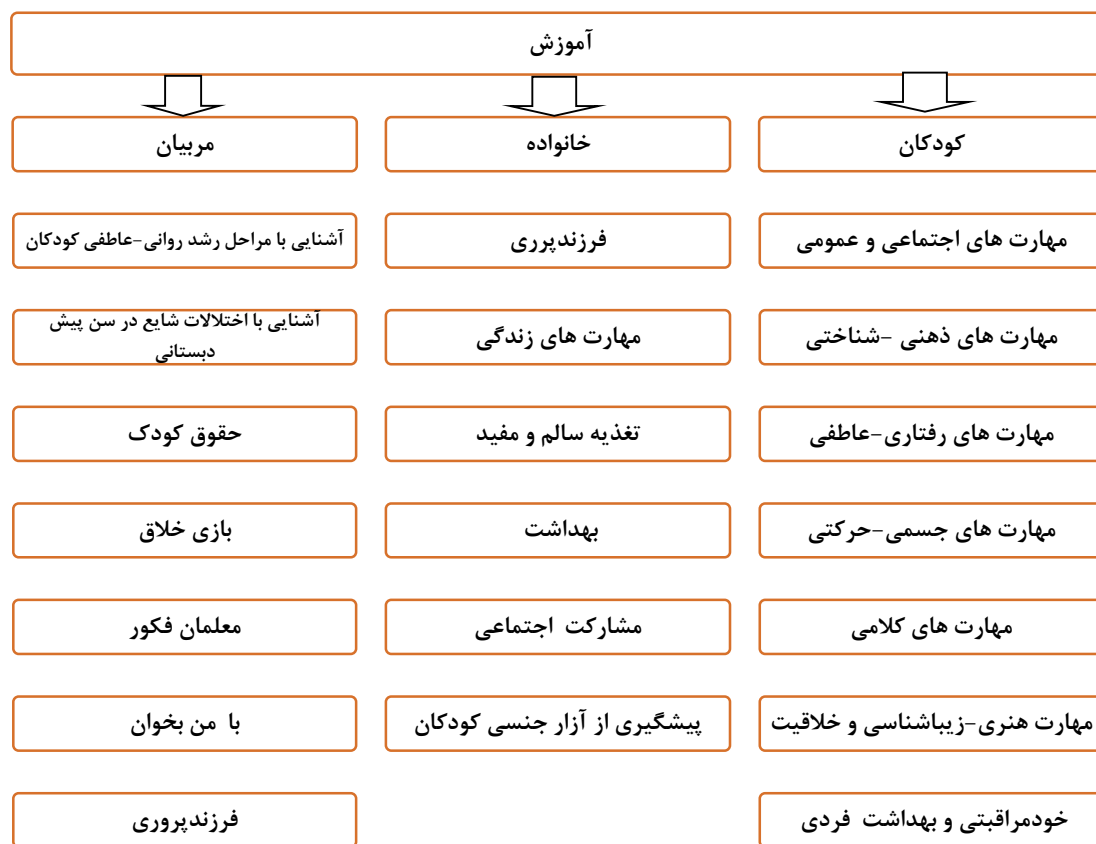 آموزش
کودکان
خانواده
مربیان
مهارت های اجتماعی و عمومی
فرزندپرری
آشنایی با مراحل رشد روانی-عاطفی کودکان
مهارت های ذهنی -شناختی
مهارت های زندگی
آشنایی با اختلالات شایع در سن پیش
دبستانی
مهارت های رفتاری-عاطفی
تغذیه سالم و مفید
حقوق کودک
مهارت های جسمی-حرکتی
بهداشت
بازی خلاق
مهارت های کلامی
مشارکت اجتماعی
معلمان فکور
مهارت هنری-زیباشناسی و خلاقیت
پیشگیری از آزار جنسی کودکان
با من بخوان
خودمراقبتی و بهداشت فردی
فرزندپروری